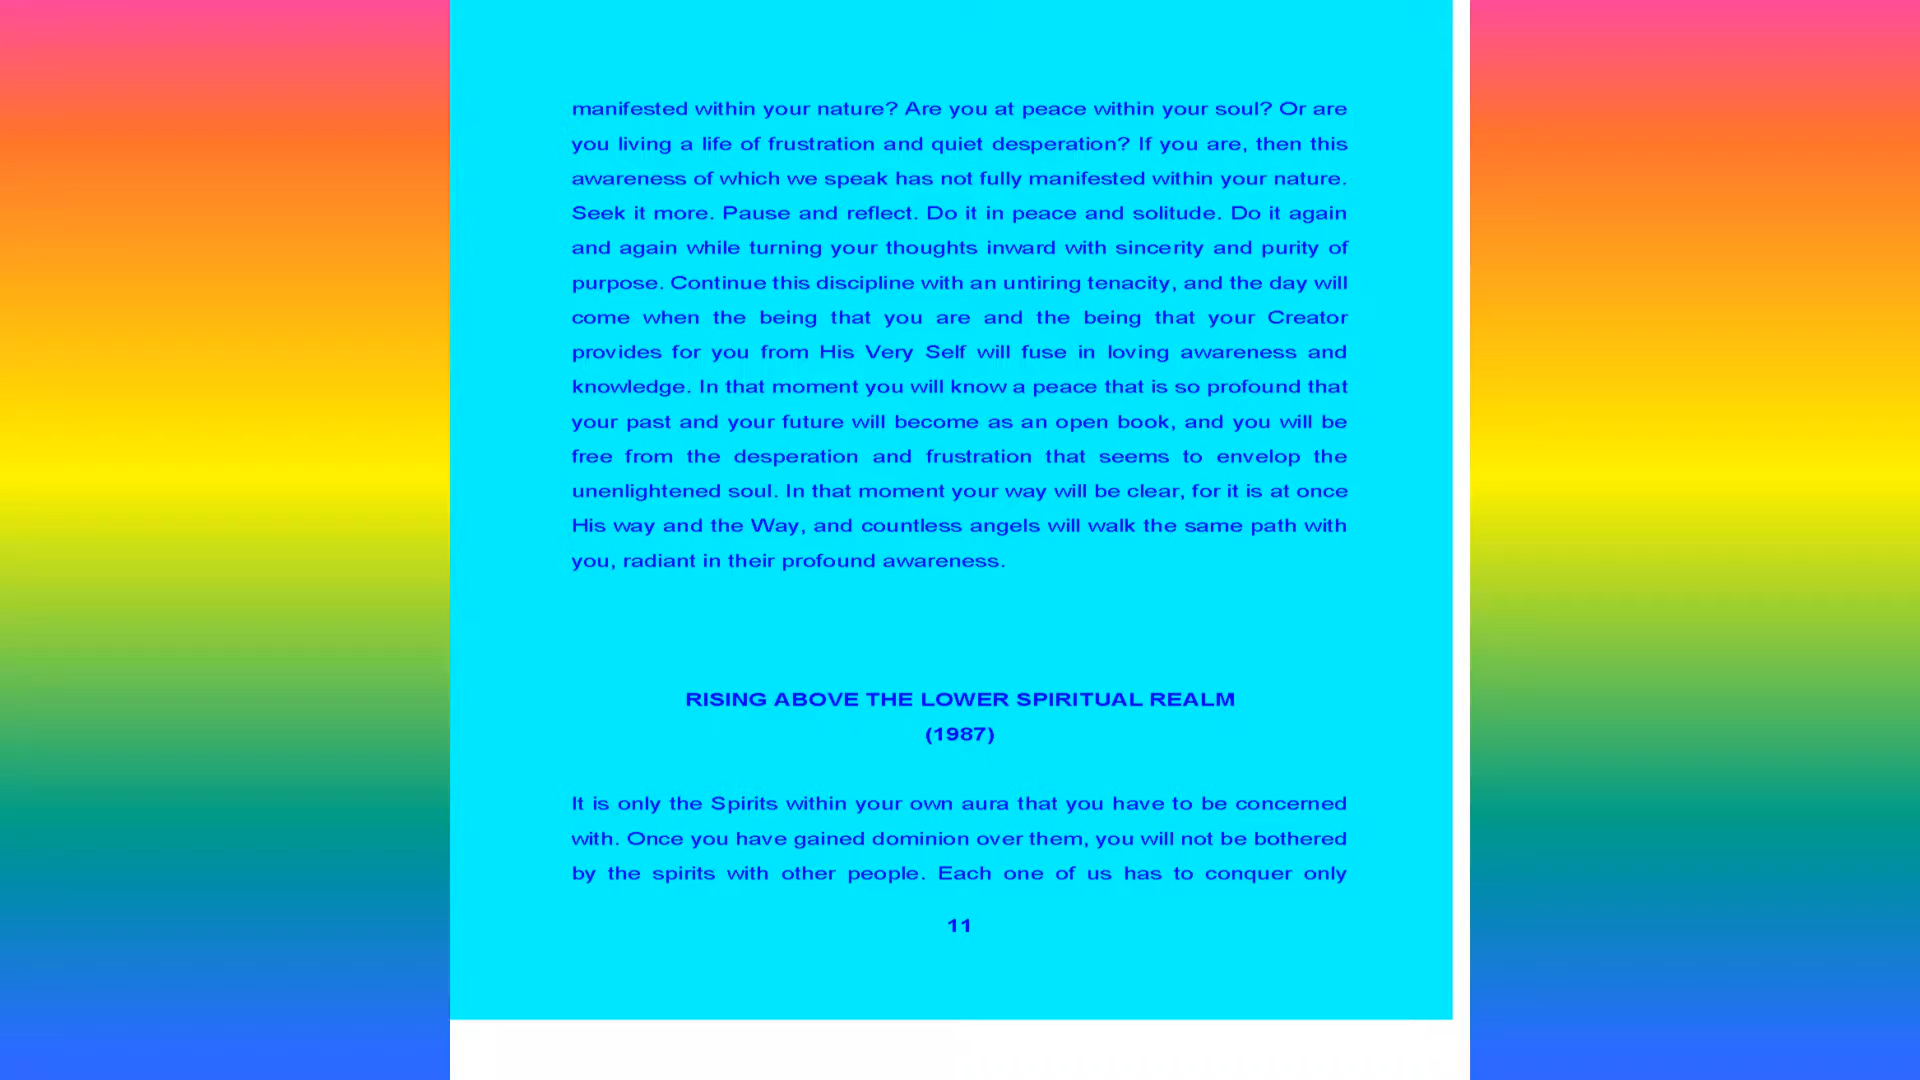 manifested within your nature? Are you at peace within your soul? Or are
you living a life of frustration and quiet desperation? If you are, then this
awareness of which we speak has not fully manifested within your nature.
Seek it more. Pause and reflect. Do it in peace and solitude. Do it again
and again while turning your thoughts inward with sincerity and purity of
purpose. Continue this discipline with an untiring tenacity, and the day will
come when the being that you are and the being that your Creator
provides for you from His Very Self will fuse in loving awareness and
knowledge. In that moment you will know a peace that is so profound that
your past and your future will become as an open book, and you will be
free from the desperation and frustration that seems to envelop the
unenlightened soul. In that moment your way will be clear, for it is at once
His way and the Way, and countless angels will walk the same path with
you, radiant in their profound awareness.
RISING ABOVE THE LOWER SPIRITUAL REALM
(1987)
It is only the Spirits within your own aura that you have to be concerned
with. Once you have gained dominion over them, you will not be bothered
by the spirits with other people. Each one of us has to conquer only
11